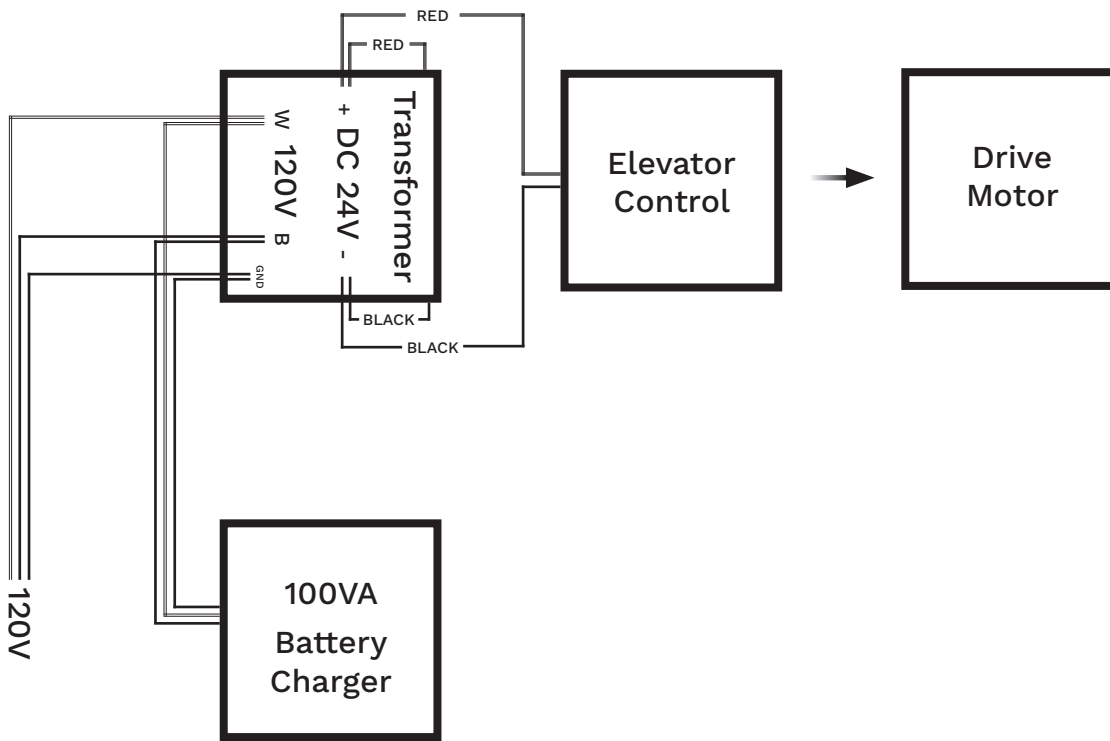 RED
RED
Transformer
+ DC 24V -
W 120V B
GND
BLACK
BLACK
Elevator
Control
Drive
Motor
120V
100VA
Battery
Charger